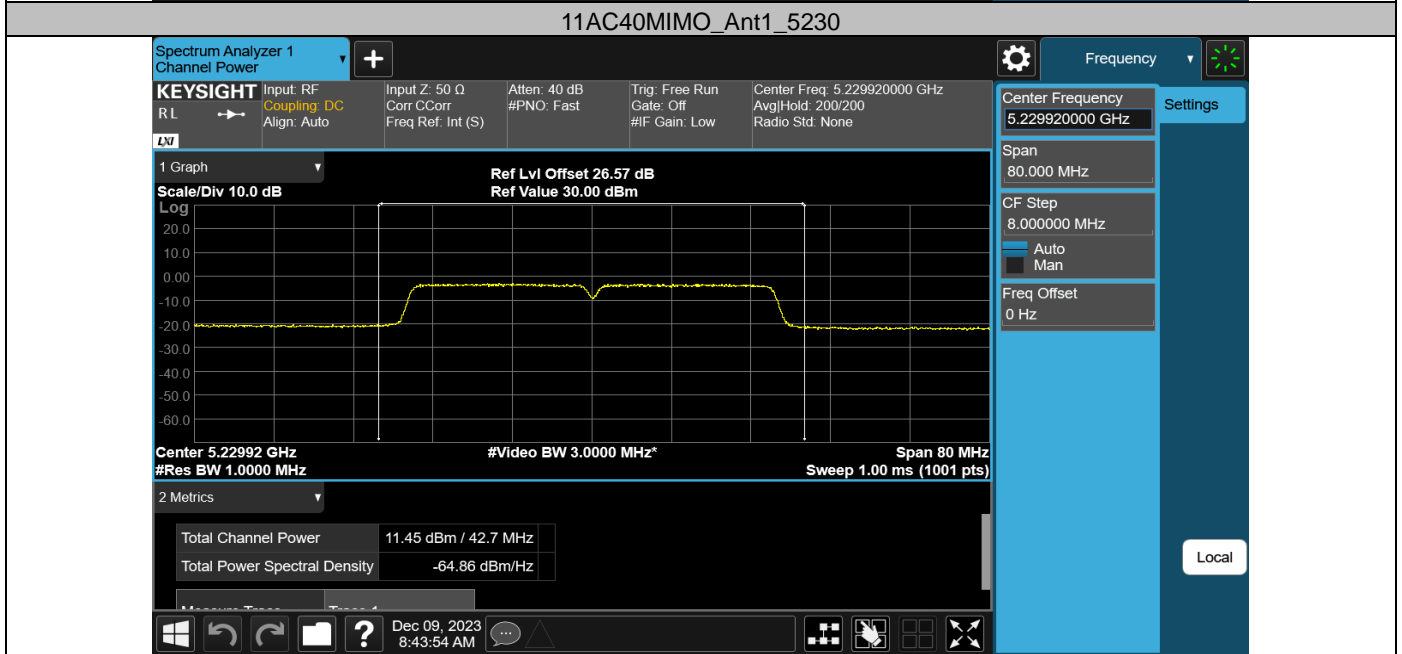 11AC40MIMO_Ant1_5230
Spectrum Analyzer 1
Channel Power
Frequency
KEYSIGHT
RL
LXI
Input: RF
Coupling: DC
Align: Auto
Input Z: 50 Ω
Corr CCorr
Freq Ref: Int (S)
Atten: 40 dB
#PNO: Fast
Trig: Free Run
Gate: Off
#IF Gain: Low
Center Freq: 5.229920000 GHz
Avg|Hold: 200/200
Radio Std: None
Center Frequency
5.229920000 GHz
Settings
Span
80.000 MHz
CF Step
8.000000 MHz
Auto
Man
Freq Offset
0 Hz
1 Graph
Ref Lvl Offset 26.57 dB
Scale/Div 10.0 dB
Ref Value 30.00 dBm
Log
20.0
10.0
0.00
-10.0
-20.0
-30.0
-40.0
-50.0
-60.0
Center 5.22992 GHz
#Video BW 3.0000 MHz*
Span 80 MHz
#Res BW 1.0000 MHz
Sweep 1.00 ms (1001 pts)
2 Metrics
Total Channel Power 11.45 dBm / 42.7 MHz
Total Power Spectral Density -64.86 dBm/Hz
Local
Dec 09, 2023
8:43:54 AM